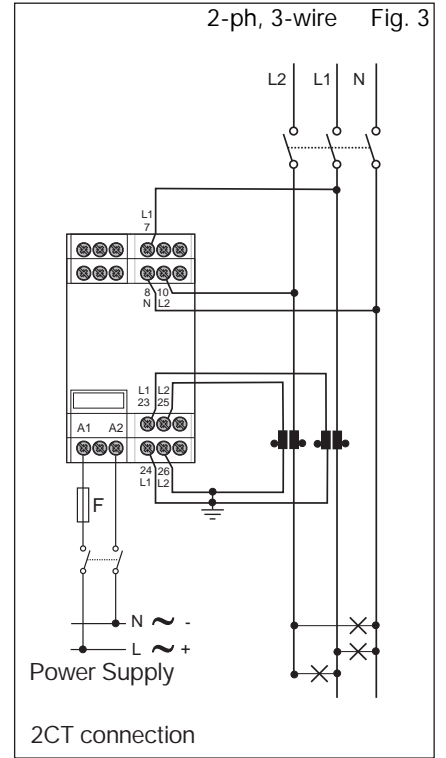 2-ph, 3-wire Fig. 3
L2 L1 N
L1
7
8 10
N L2
L1 L2
23 25
A1 A2
24 26
L1 L2
F
N ~ -
L ~ +
Power Supply
2CT connection